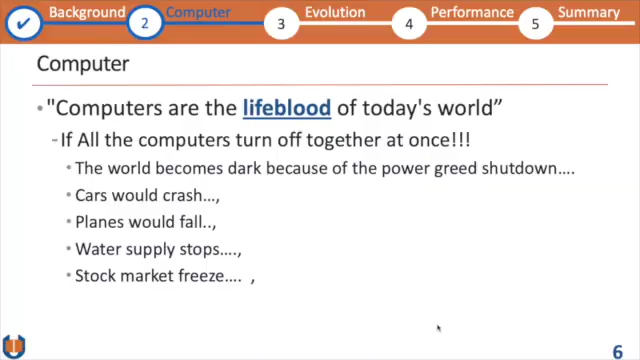 ✔ Background 2 Computer 3 Evolution 4 Performance 5 Summary
Computer
•"Computers are the lifeblood of today's world”
-If All the computers turn off together at once!!!
•The world becomes dark because of the power greed shutdown….
•Cars would crash…,
•Planes would fall..,
•Water supply stops….,
•Stock market freeze…. ,
6